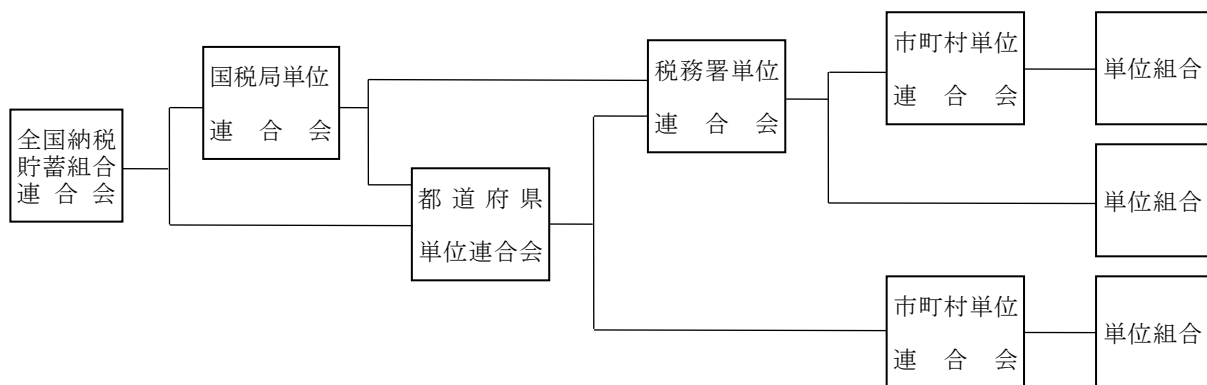 全国納税
貯蓄組合
連合会
国税局単位
連合会
都道府県
単位連合会
税務署単位
連合会
市町村単位
連合会
単位組合
単位組合
市町村単位
連合会
単位組合